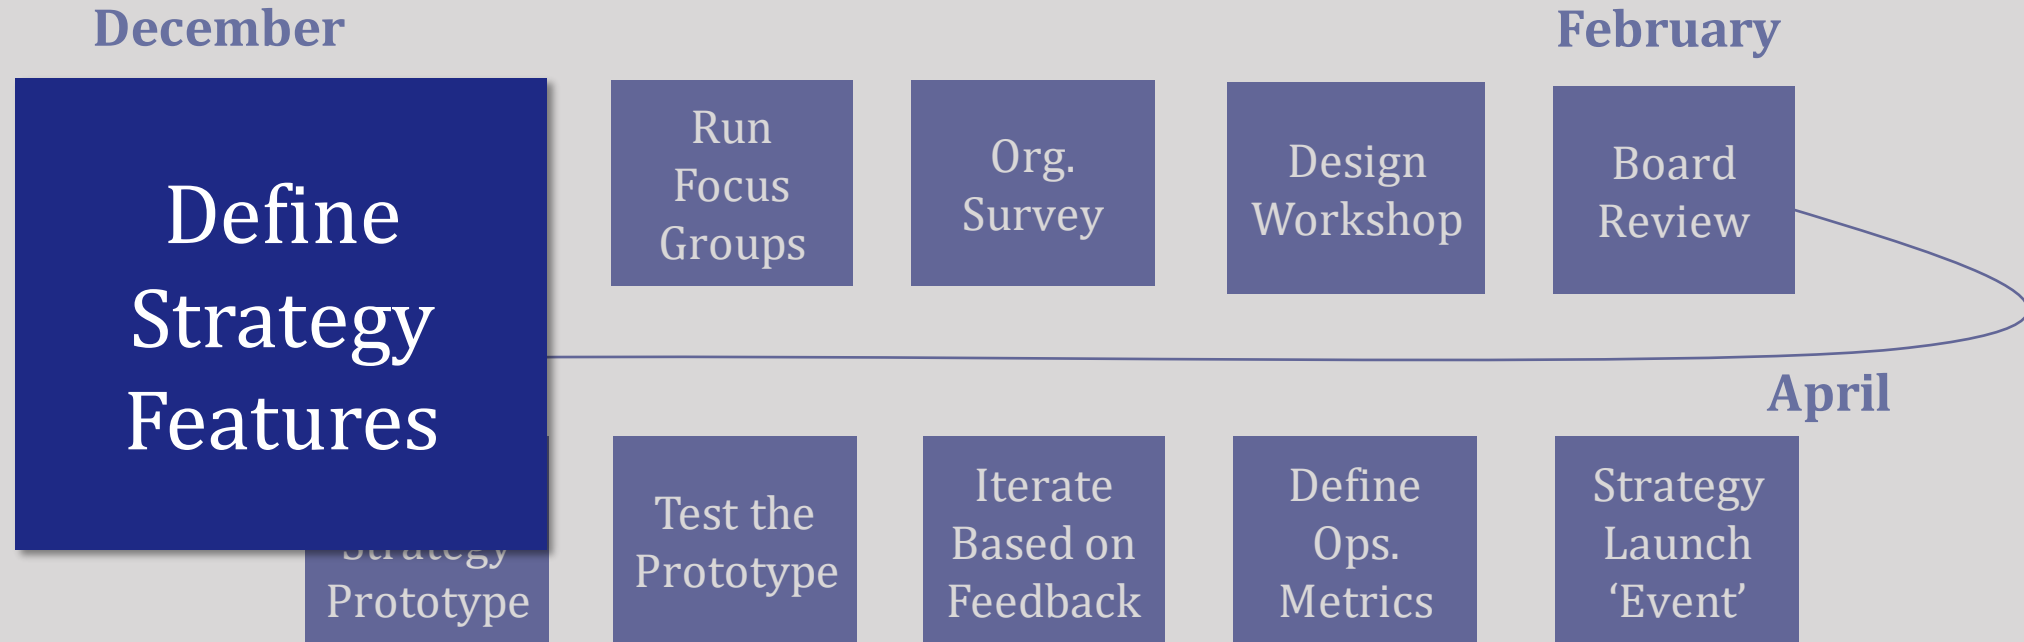 December
February
Define
Strategy
Features
Run
Focus
Groups
Org.
Survey
Design
Workshop
Board
Review
April
Strategy
Prototype
Test the
Prototype
Iterate
Based on
Feedback
Define
Ops.
Metrics
Strategy
Launch
‘Event’